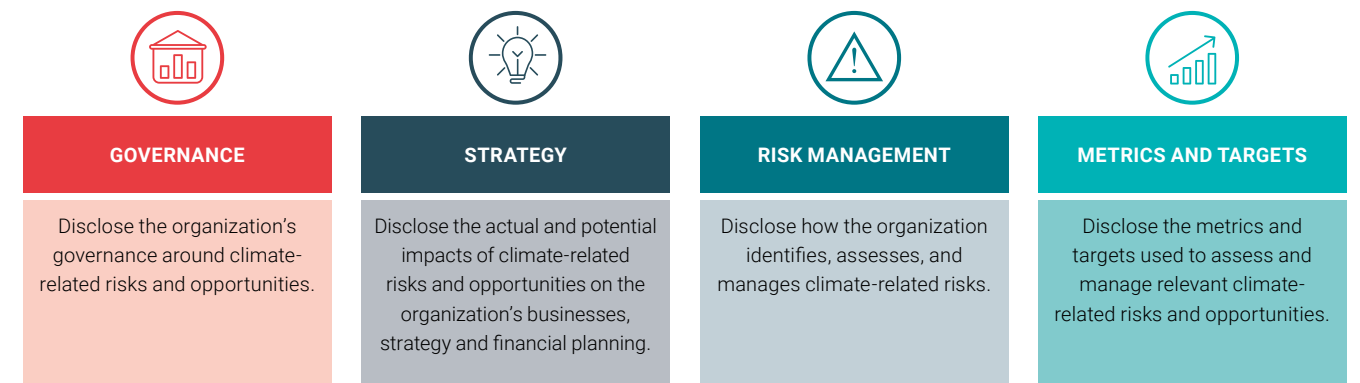 GOVERNANCE
Disclose the organization’s
governance around climate-
related risks and opportunities.
STRATEGY
Disclose the actual and potential
impacts of climate-related
risks and opportunities on the
organization’s businesses,
strategy and financial planning.
RISK MANAGEMENT
Disclose how the organization
identifies, assesses, and
manages climate-related risks.
METRICS AND TARGETS
Disclose the metrics and
targets used to assess and
manage relevant climate-
related risks and opportunities.